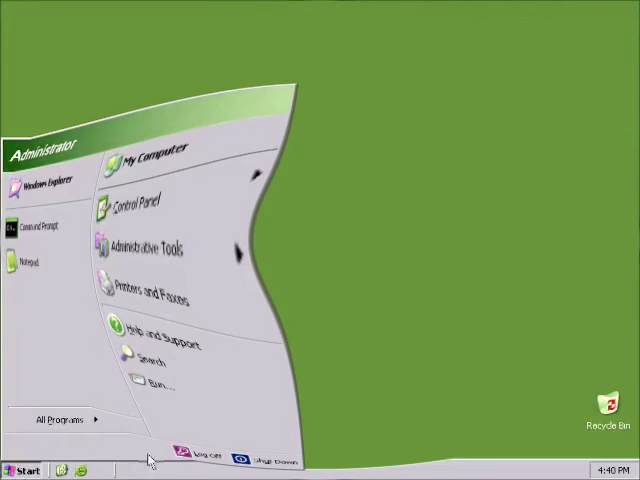 Administrator
Windows Explorer
Command Prompt
Notepad
All Programs
My Computer
Control Panel
Administrative Tools
Printers and Faxes
Help and Support
Search
Run...
Log Off
Shut Down
Recycle Bin
Start
4:40 PM